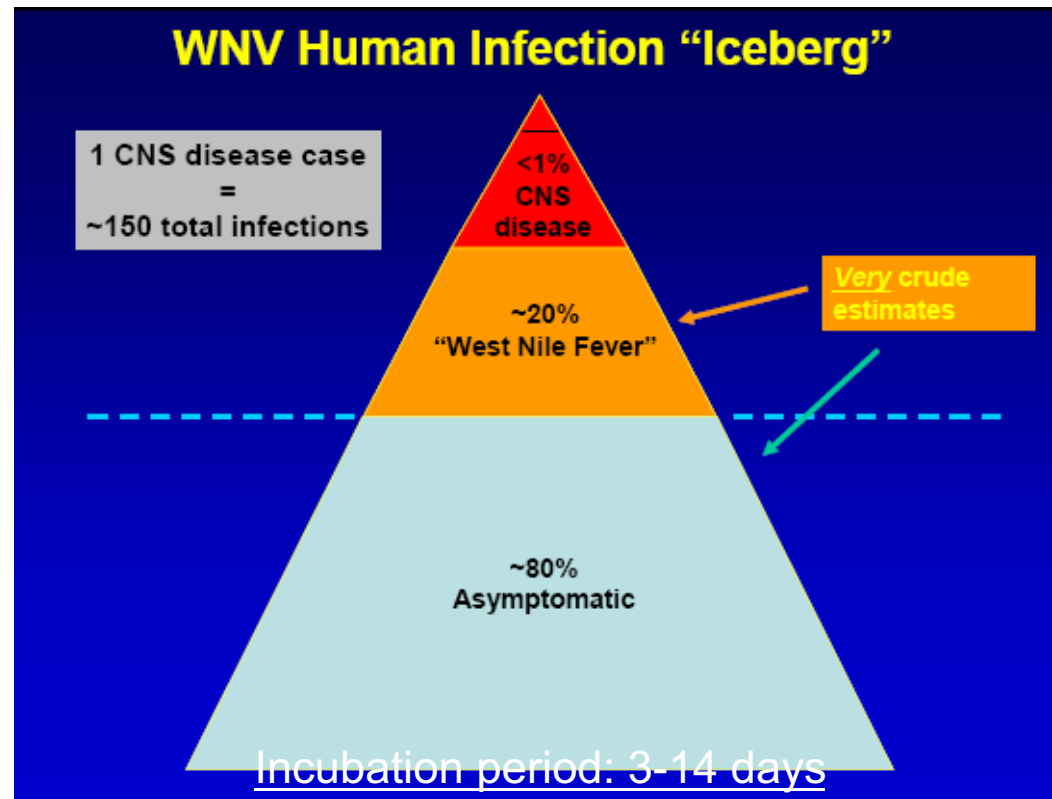 WNV Human Infection “Iceberg”
1 CNS disease case
=
~150 total infections
<1%
CNS
disease
Very crude
estimates
~20%
“West Nile Fever”
~80%
Asymptomatic
Incubation period: 3-14 days